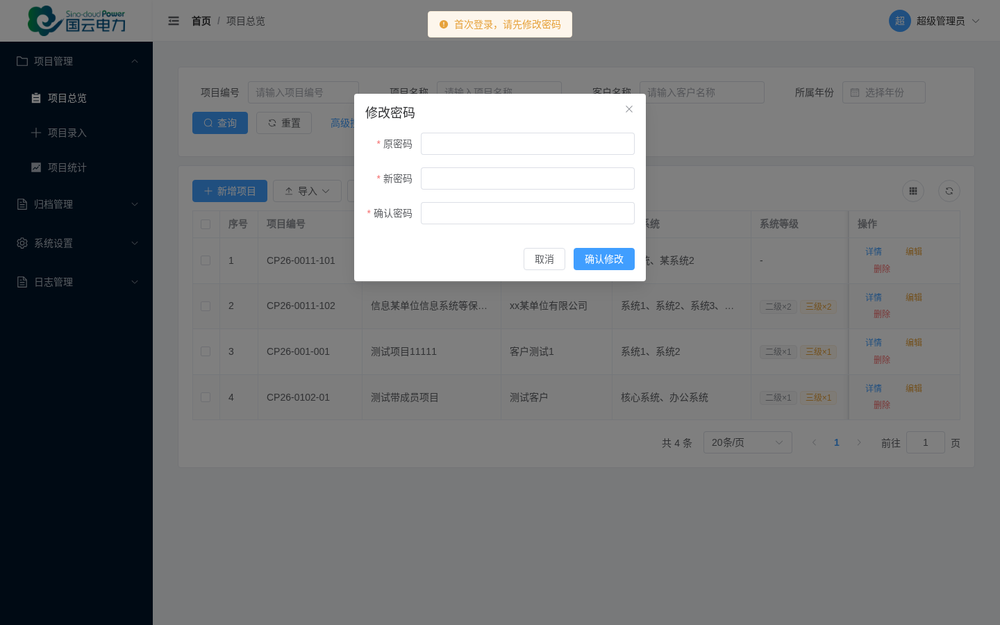 Sino-cloud Power
国云电力
首页 / 项目总览
首次登录，请先修改密码
超 超级管理员
项目管理
项目总览
项目录入
项目统计
归档管理
系统设置
日志管理
项目编号 请输入项目编号 项目名称 请输入项目名称 客户名称 请输入客户名称 所属年份 选择年份
查询 重置 高级
修改密码
* 原密码
* 新密码
* 确认密码
取消 确认修改
新增项目 导入
序号 项目编号 系统 系统等级 操作
1 CP26-0011-101 统、某系统2 - 详情 编辑
删除
2 CP26-0011-102 信息某单位信息系统等保… xx某单位有限公司 系统1、系统2、系统3、… 二级×2 三级×2 详情 编辑
删除
3 CP26-001-001 测试项目11111 客户测试1 系统1、系统2 二级×1 三级×1 详情 编辑
删除
4 CP26-0102-01 测试带成员项目 测试客户 核心系统、办公系统 二级×1 三级×1 详情 编辑
删除
共 4 条 20条/页 1 前往 1 页